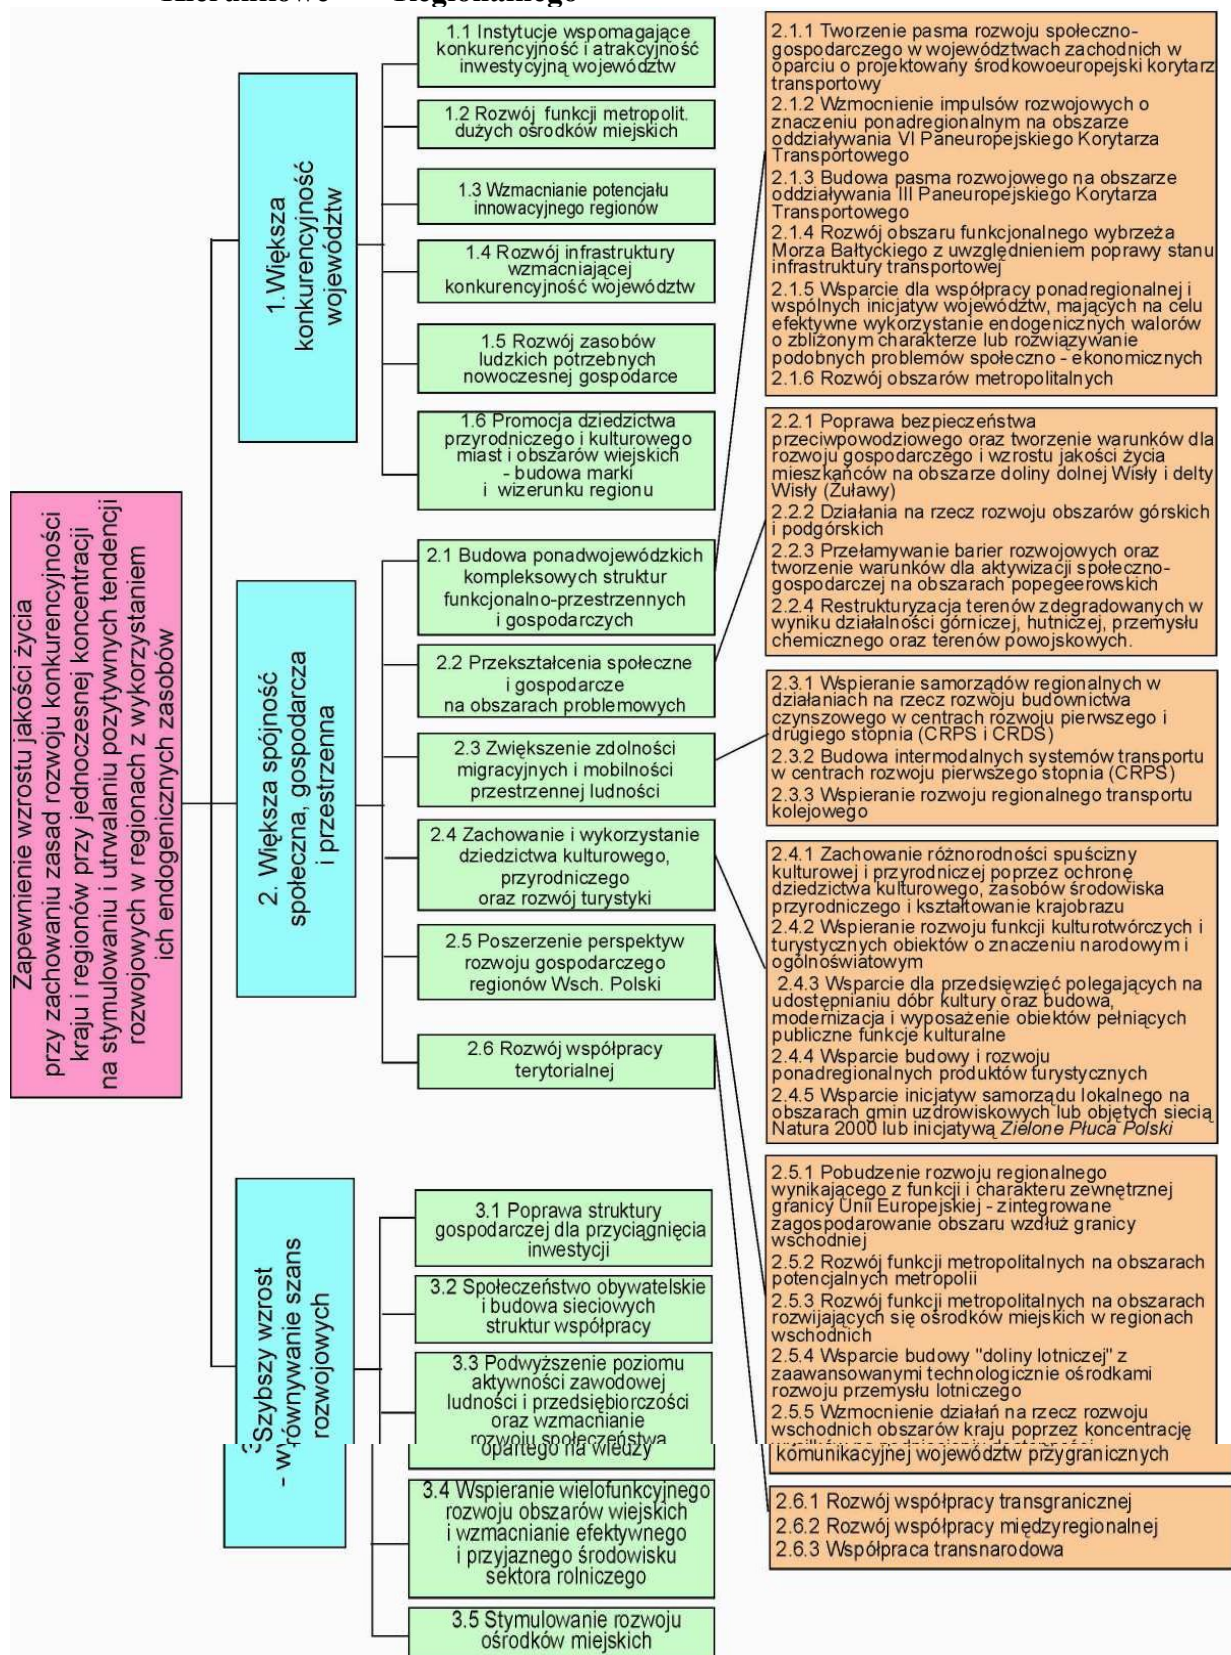 Kierunkowe Regionalnego
Zapewnienie wzrostu jakości życia
przy zachowaniu zasad rozwoju konkurencyjności
kraju i regionów przy jednoczesnej koncentracji
na stymulowaniu i utrwalaniu pozytywnych tendencji
rozwojowych w regionach z wykorzystaniem
ich endogenicznych zasobów
1.Większa
konkurencyjność
województw
1.1 Instytucje wspomagające
konkurencyjność i atrakcyjność
inwestycyjną województw
1.2 Rozwój funkcji metropolit.
dużych ośrodków miejskich
1.3 Wzmacnianie potencjału
innowacyjnego regionów
1.4 Rozwój infrastruktury
wzmacniającej
konkurencyjność województw
1.5 Rozwój zasobów
ludzkich potrzebnych
nowoczesnej gospodarce
1.6 Promocja dziedzictwa
przyrodniczego i kulturowego
miast i obszarów wiejskich
- budowa marki
i wizerunku regionu
2. Większa spójność
społeczna, gospodarcza
i przestrzenna
2.1 Budowa ponadwojewódzkich
kompleksowych struktur
funkcjonalno-przestrzennych
i gospodarczych
2.2 Przekształcenia społeczne
i gospodarcze
na obszarach problemowych
2.3 Zwiększenie zdolności
migracyjnych i mobilności
przestrzennej ludności
2.4 Zachowanie i wykorzystanie
dziedzictwa kulturowego,
przyrodniczego
oraz rozwój turystyki
2.5 Poszerzenie perspektyw
rozwoju gospodarczego
regionów Wsch. Polski
2.6 Rozwój współpracy
terytorialnej
Szybszy wzrost
- wyrównywanie szans
rozwojowych
3.1 Poprawa struktury
gospodarczej dla przyciągnięcia
inwestycji
3.2 Społeczeństwo obywatelskie
i budowa sieciowych
struktur współpracy
3.3 Podwyższenie poziomu
aktywności zawodowej
ludności i przedsiębiorczości
oraz wzmacnianie
rozwoju społeczeństwa
opartego na wiedzy
3.4 Wspieranie wielofunkcyjnego
rozwoju obszarów wiejskich
i wzmacnianie efektywnego
i przyjaznego środowisku
sektora rolniczego
3.5 Stymulowanie rozwoju
ośrodków miejskich
2.1.1 Tworzenie pasma rozwoju społeczno-
gospodarczego w województwach zachodnich w
oparciu o projektowany środkowoeuropejski korytarz
transportowy
2.1.2 Wzmocnienie impulsów rozwojowych o
znaczeniu ponadregionalnym na obszarze
oddziaływania VI Paneuropejskiego Korytarza
Transportowego
2.1.3 Budowa pasma rozwojowego na obszarze
oddziaływania III Paneuropejskiego Korytarza
Transportowego
2.1.4 Rozwój obszaru funkcjonalnego wybrzeża
Morza Bałtyckiego z uwzględnieniem poprawy stanu
infrastruktury transportowej
2.1.5 Wsparcie dla współpracy ponadregionalnej i
wspólnych inicjatyw województw, mających na celu
efektywne wykorzystanie endogenicznych walorów
o zbliżonym charakterze lub rozwiązywanie
podobnych problemów społeczno - ekonomicznych
2.1.6 Rozwój obszarów metropolitalnych
2.2.1 Poprawa bezpieczeństwa
przeciwpowodziowego oraz tworzenie warunków dla
rozwoju gospodarczego i wzrostu jakości życia
mieszkańców na obszarze doliny dolnej Wisły i delty
Wisły (Żuławy)
2.2.2 Działania na rzecz rozwoju obszarów górskich
i podgórskich
2.2.3 Przełamywanie barier rozwojowych oraz
tworzenie warunków dla aktywizacji społeczno-
gospodarczej na obszarach popegeerowskich
2.2.4 Restrukturyzacja terenów zdegradowanych w
wyniku działalności górniczej, hutniczej, przemysłu
chemicznego oraz terenów powojskowych.
2.3.1 Wspieranie samorządów regionalnych w
działaniach na rzecz rozwoju budownictwa
czynszowego w centrach rozwoju pierwszego i
drugiego stopnia (CRPS i CRDS)
2.3.2 Budowa intermodalnych systemów transportu
w centrach rozwoju pierwszego stopnia (CRPS)
2.3.3 Wspieranie rozwoju regionalnego transportu
kolejowego
2.4.1 Zachowanie różnorodności spuścizny
kulturowej i przyrodniczej poprzez ochronę
dziedzictwa kulturowego, zasobów środowiska
przyrodniczego i kształtowanie krajobrazu
2.4.2 Wspieranie rozwoju funkcji kulturotwórczych i
turystycznych obiektów o znaczeniu narodowym i
ogólnoświatowym
2.4.3 Wsparcie dla przedsięwzięć polegających na
udostępnianiu dóbr kultury oraz budowa,
modernizacja i wyposażenie obiektów pełniących
publiczne funkcje kulturalne
2.4.4 Wsparcie budowy i rozwoju
ponadregionalnych produktów turystycznych
2.4.5 Wsparcie inicjatyw samorządu lokalnego na
obszarach gmin uzdrowiskowych lub objętych siecią
Natura 2000 lub inicjatywą Zielone Płuca Polski
2.5.1 Pobudzenie rozwoju regionalnego
wynikającego z funkcji i charakteru zewnętrznej
granicy Unii Europejskiej - zintegrowane
zagospodarowanie obszaru wzdłuż granicy
wschodniej
2.5.2 Rozwój funkcji metropolitalnych na obszarach
potencjalnych metropolii
2.5.3 Rozwój funkcji metropolitalnych na obszarach
rozwijających się ośrodków miejskich w regionach
wschodnich
2.5.4 Wsparcie budowy "doliny lotniczej" z
zaawansowanymi technologicznie ośrodkami
rozwoju przemysłu lotniczego
2.5.5 Wzmocnienie działań na rzecz rozwoju
wschodnich obszarów kraju poprzez koncentrację
komunikacyjnej województw przygranicznych
2.6.1 Rozwój współpracy transgranicznej
2.6.2 Rozwój współpracy międzyregionalnej
2.6.3 Współpraca transnarodowa